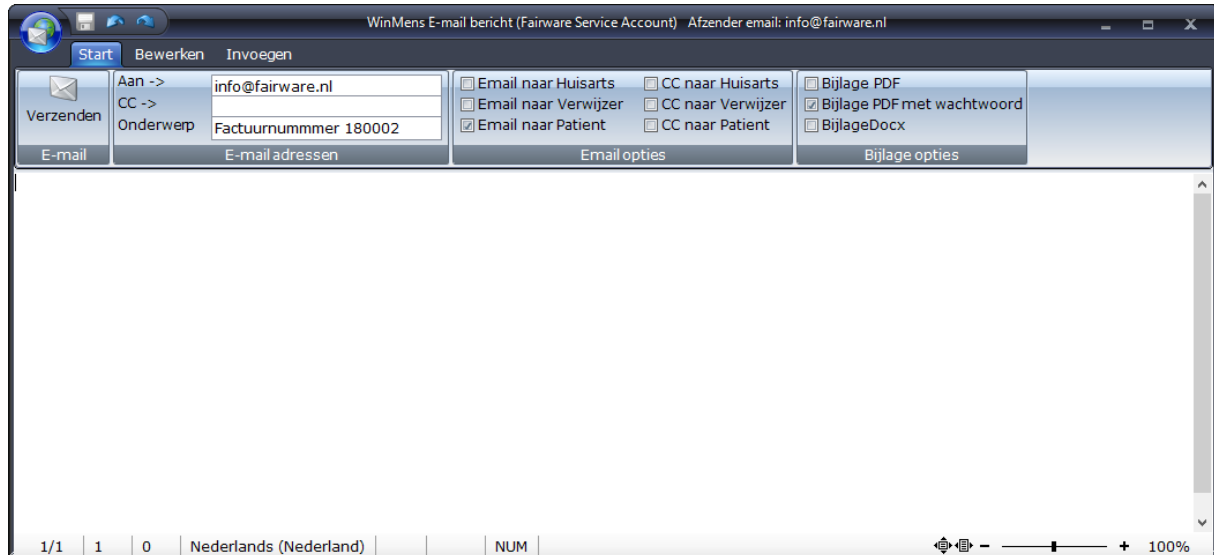 WinMens E-mail bericht (Fairware Service Account) Afzender email: info@fairware.nl
Start Bewerken Invoegen
Aan -> info@fairware.nl
CC ->
Onderwerp Factuurnummmer 180002
Verzenden
Email naar Huisarts CC naar Huisarts
Email naar Verwijzer CC naar Verwijzer
Email naar Patient CC naar Patient
Bijlage PDF
Bijlage PDF met wachtwoord
BijlageDocx
E-mail E-mail adressen Email opties Bijlage opties
1/1 1 0 Nederlands (Nederland) NUM 100%